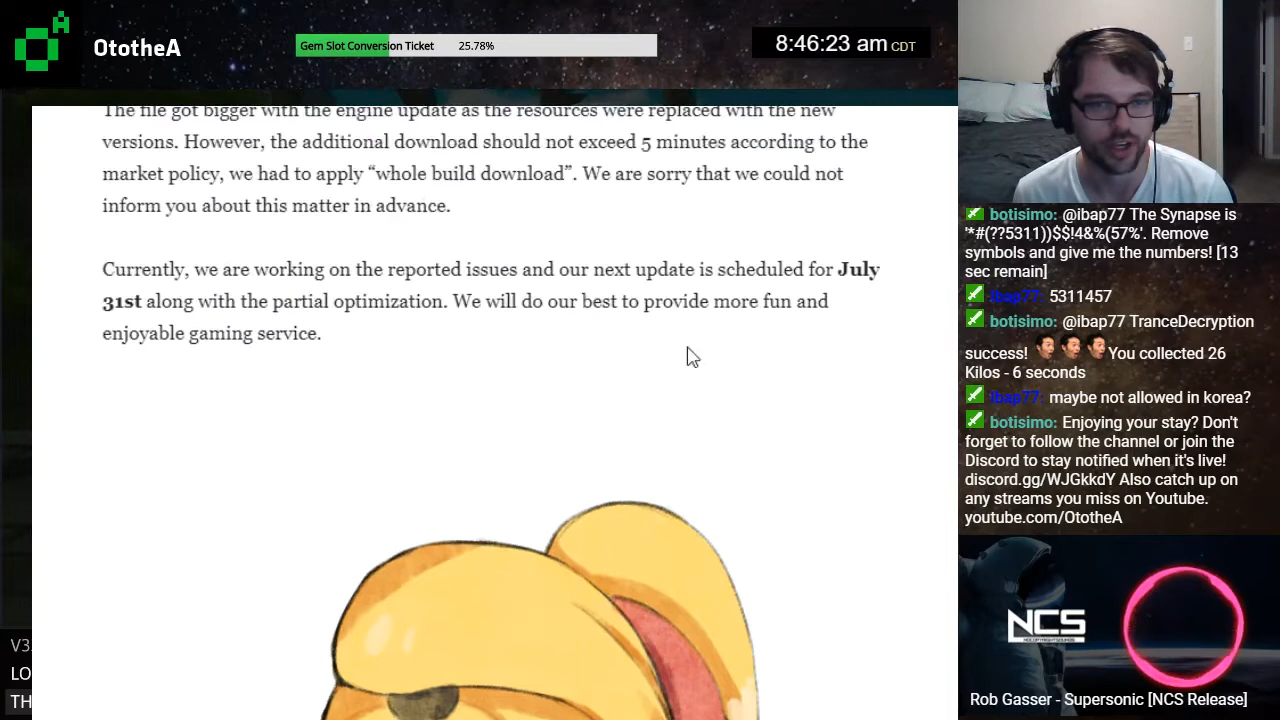 OtotheA
Gem Slot Conversion Ticket 25.78%
8:46:23 am CDT
The file got bigger with the engine update as the resources were replaced with the new
versions. However, the additional download should not exceed 5 minutes according to the
market policy, we had to apply “whole build download”. We are sorry that we could not
inform you about this matter in advance.
Currently, we are working on the reported issues and our next update is scheduled for July
31st along with the partial optimization. We will do our best to provide more fun and
enjoyable gaming service.
botisimo: @ibap77 The Synapse is
'*#(??5311))$$!4&%(57%'. Remove
symbols and give me the numbers! [13
sec remain]
Ibap77: 5311457
botisimo: @ibap77 TranceDecryption
success! You collected 26
Kilos - 6 seconds
Ibap77: maybe not allowed in korea?
botisimo: Enjoying your stay? Don't
forget to follow the channel or join the
Discord to stay notified when it's live!
discord.gg/WJGkkdY Also catch up on
any streams you miss on Youtube.
youtube.com/OtotheA
NCS
Rob Gasser - Supersonic [NCS Release]
V3
LO
TH